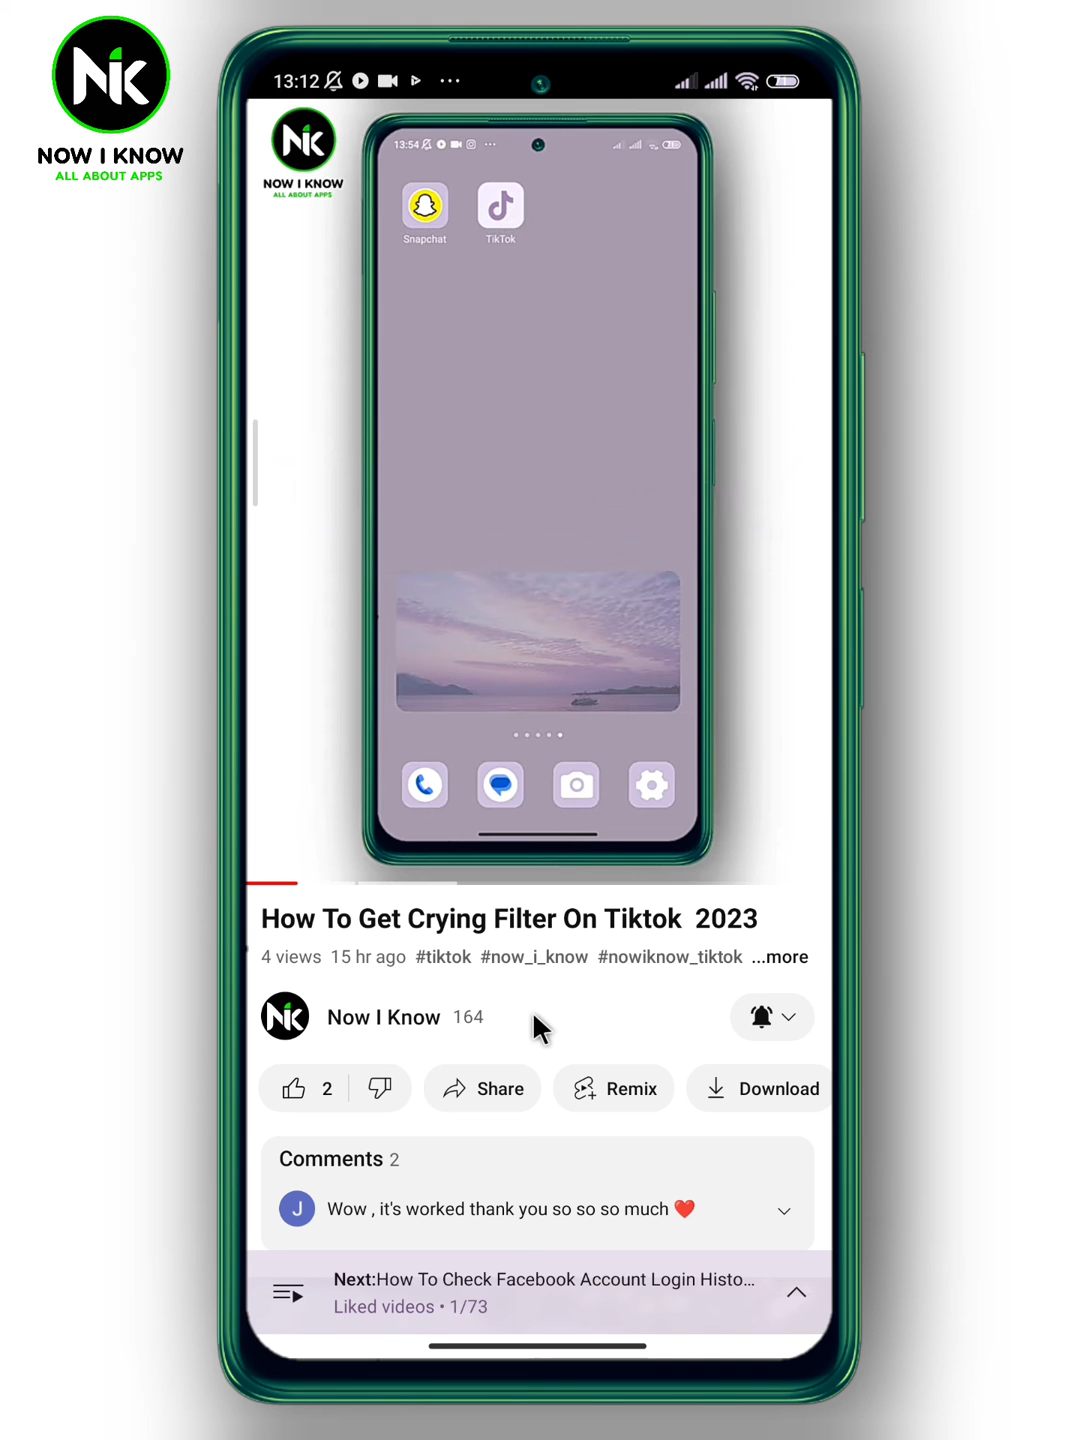 NiK
NOW I KNOW
ALL ABOUT APPS
13:12
NiK
NOW I KNOW
ALL ABOUT APPS
13:54
Snapchat
TikTok
How To Get Crying Filter On Tiktok 2023
4 views 15 hr ago #tiktok #now_i_know #nowiknow_tiktok ...more
NiK
Now I Know 164
2
Share
Remix
Download
Comments 2
J
Wow , it's worked thank you so so so much ❤️
Next:How To Check Facebook Account Login Histo...
Liked videos • 1/73